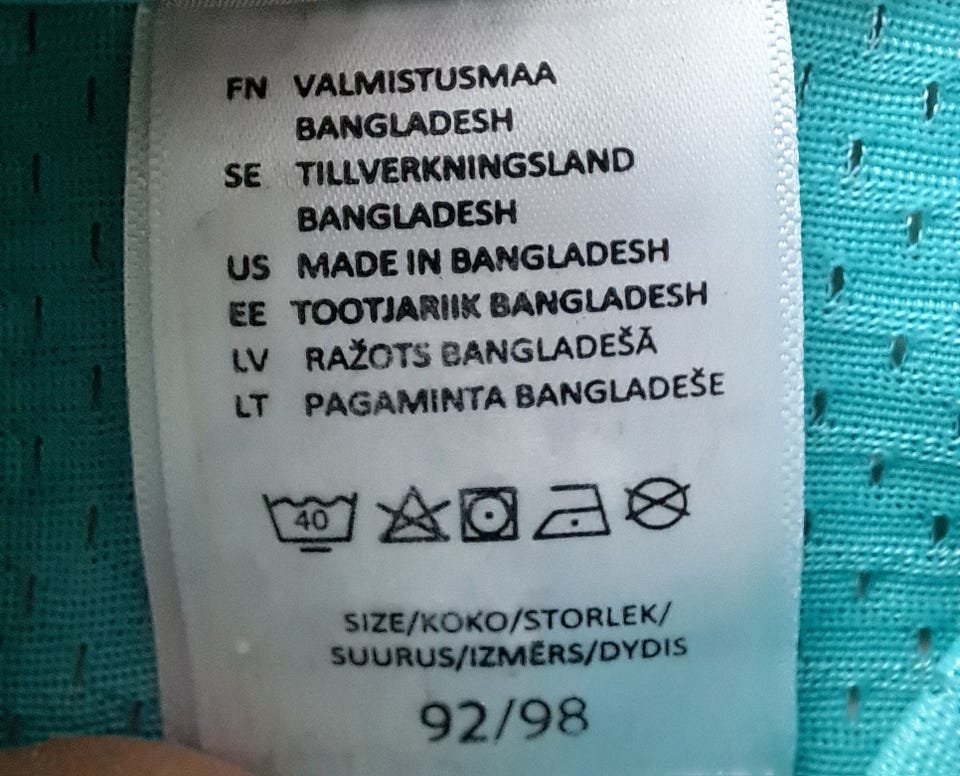 FN VALMISTUSMAA
BANGLADESH
SE TILLVERKNINGSLAND
BANGLADESH
US MADE IN BANGLADESH
EE TOOTJARIIK BANGLADESH
LV RAŽOTS BANGLADEŠĀ
LT PAGAMINTA BANGLADEŠE
40
SIZE/KOKO/STORLEK/
SUURUS/IZMĒRS/DYDIS
92/98